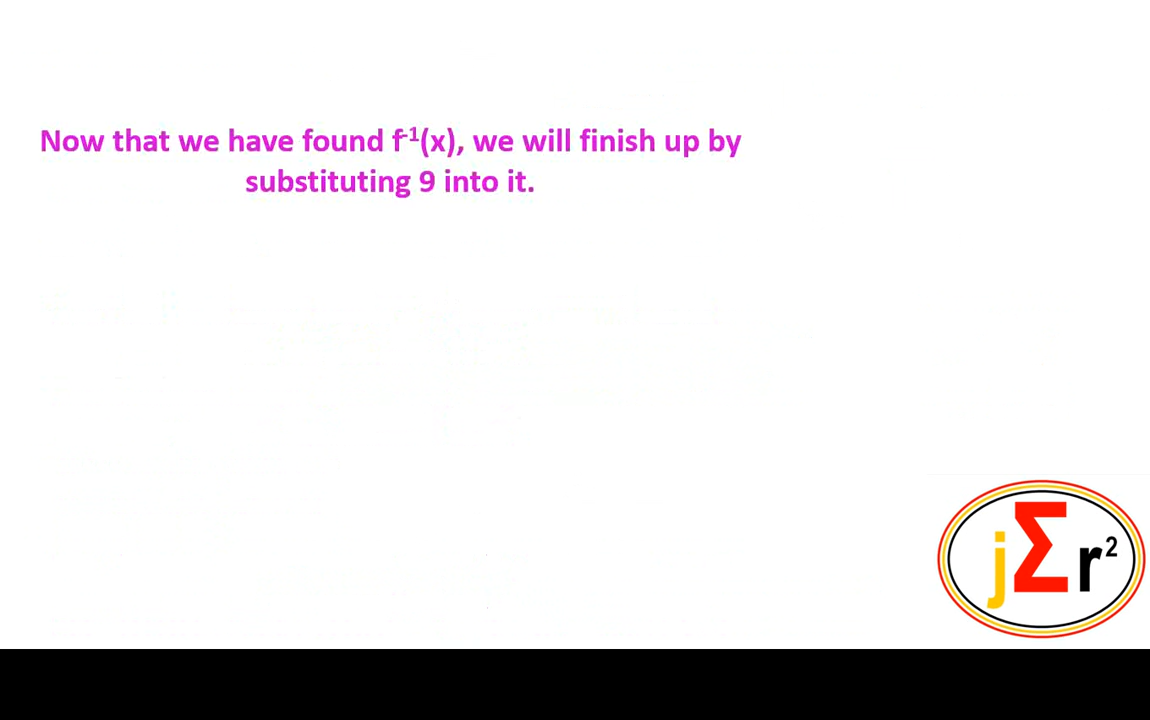 Now that we have found f⁻¹(x), we will finish up by
substituting 9 into it.
jΣr²